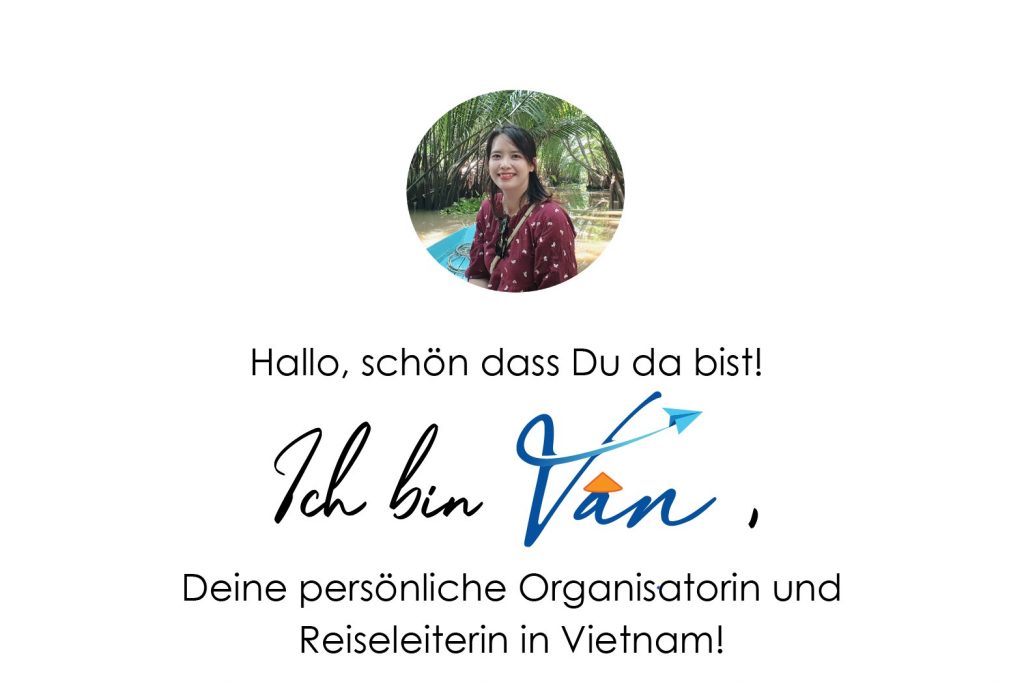 Hallo, schön dass Du da bist!
Ich bin Vân ,
Deine persönliche Organisatorin und
Reiseleiterin in Vietnam!